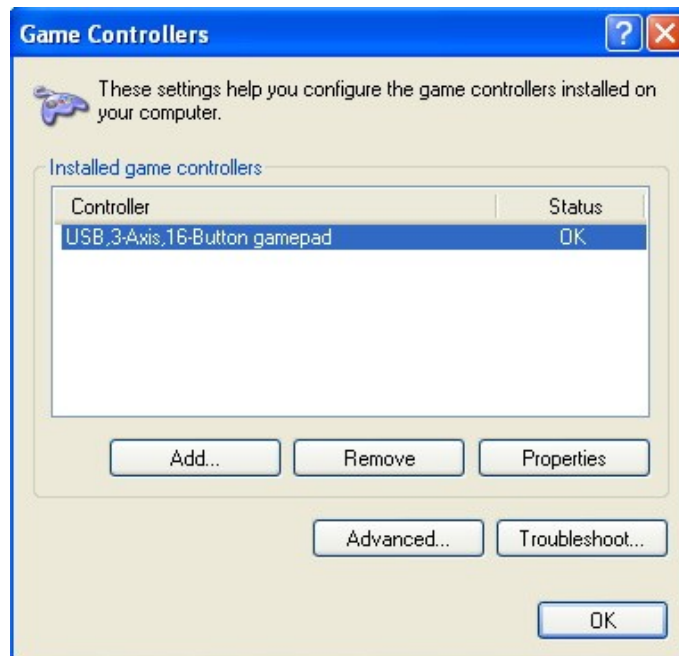 Game Controllers
?
These settings help you configure the game controllers installed on
your computer.
Installed game controllers
Controller Status
USB,3-Axis,16-Button gamepad OK
Add... Remove Properties
Advanced... Troubleshoot...
OK